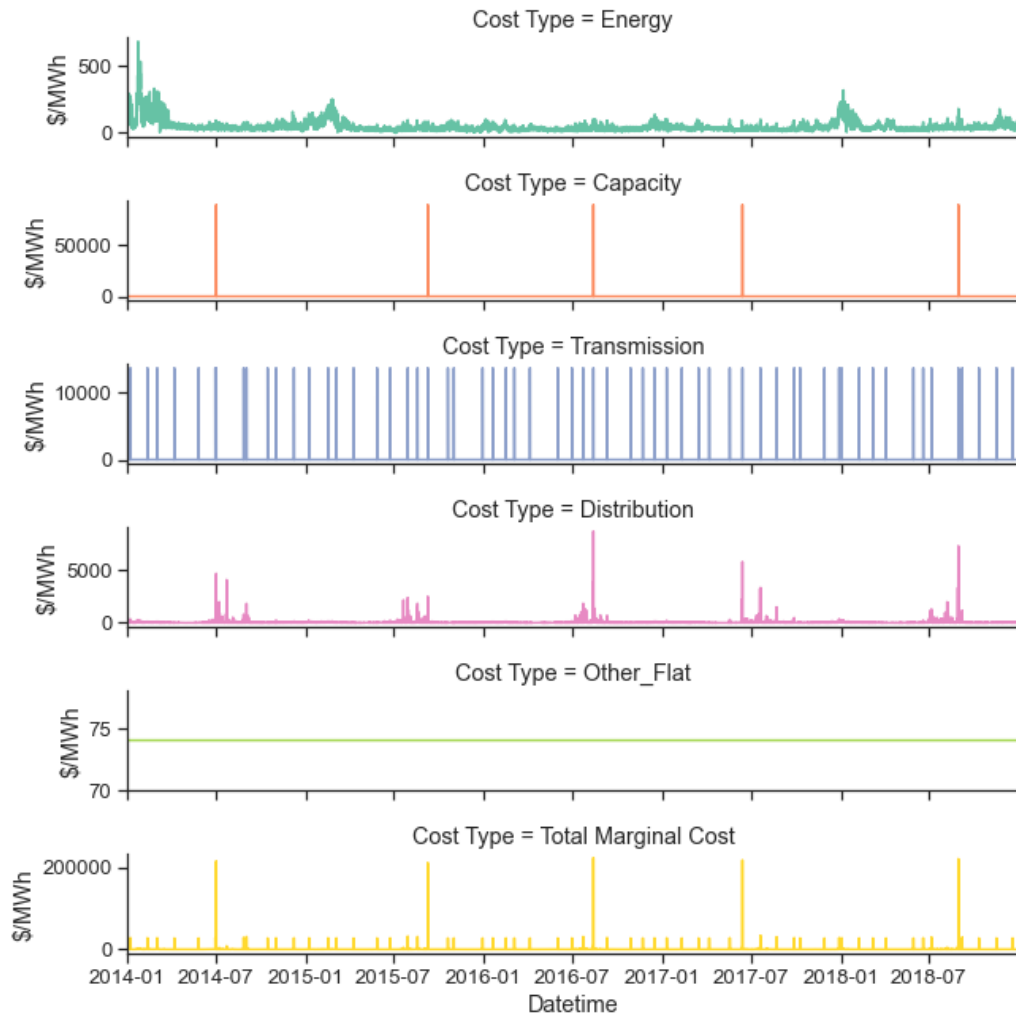 Cost Type = Energy
500
0
$/MWh
Cost Type = Capacity
50000
0
$/MWh
Cost Type = Transmission
10000
0
$/MWh
Cost Type = Distribution
5000
0
$/MWh
Cost Type = Other_Flat
75
70
$/MWh
Cost Type = Total Marginal Cost
200000
0
$/MWh
2014-01 2014-07 2015-01 2015-07 2016-01 2016-07 2017-01 2017-07 2018-01 2018-07
Datetime